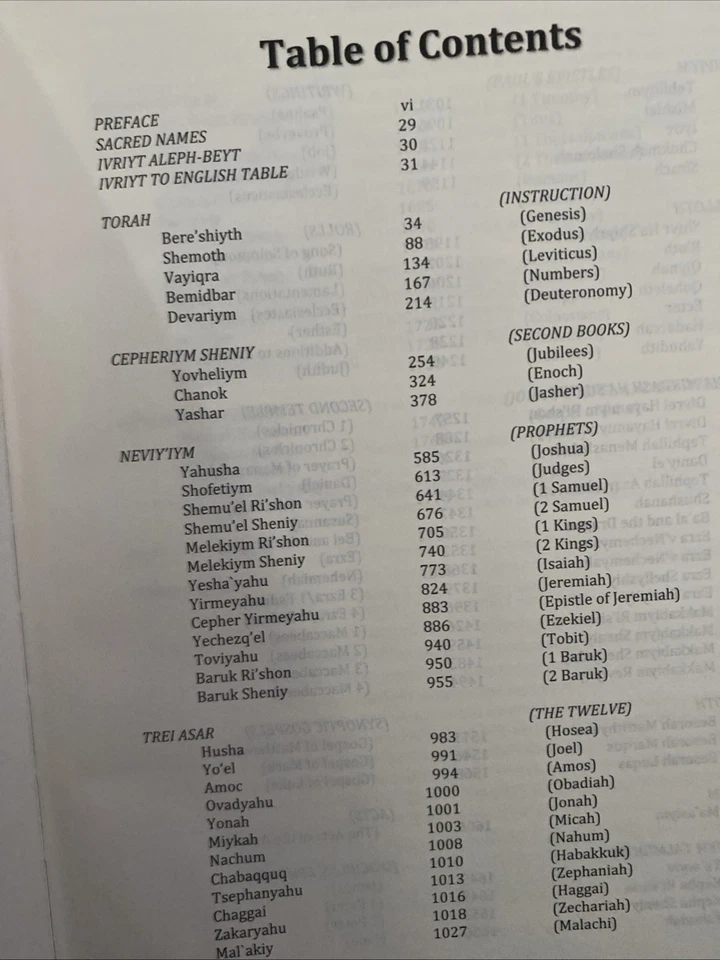 Table of Contents
PREFACE vi
SACRED NAMES 29
IVRIYT ALEPH-BEYT 30
IVRIYT TO ENGLISH TABLE 31
TORAH (INSTRUCTION)
Bere'shiyth 34 (Genesis)
Shemoth 88 (Exodus)
Vayiqra 134 (Leviticus)
Bemidbar 167 (Numbers)
Devariym 214 (Deuteronomy)
CEPHERIYM SHENIY (SECOND BOOKS)
Yovheliym 254 (Jubilees)
Chanok 324 (Enoch)
Yashar 378 (Jasher)
NEVIY'IYM (PROPHETS)
Yahusha 585 (Joshua)
Shofetiym 613 (Judges)
Shemu'el Ri'shon 641 (1 Samuel)
Shemu'el Sheniy 676 (2 Samuel)
Melekiym Ri'shon 705 (1 Kings)
Melekiym Sheniy 740 (2 Kings)
Yesha`yahu 773 (Isaiah)
Yirmeyahu 824 (Jeremiah)
Cepher Yirmeyahu 883 (Epistle of Jeremiah)
Yechezq'el 886 (Ezekiel)
Toviyahu 940 (Tobit)
Baruk Ri'shon 950 (1 Baruk)
Baruk Sheniy 955 (2 Baruk)
TREI ASAR (THE TWELVE)
Husha 983 (Hosea)
Yo'el 991 (Joel)
Amoc 994 (Amos)
Ovadyahu 1000 (Obadiah)
Yonah 1001 (Jonah)
Miykah 1003 (Micah)
Nachum 1008 (Nahum)
Chabaqquq 1010 (Habakkuk)
Tsephanyahu 1013 (Zephaniah)
Chaggai 1016 (Haggai)
Zakaryahu 1018 (Zechariah)
Mal`akiy 1027 (Malachi)